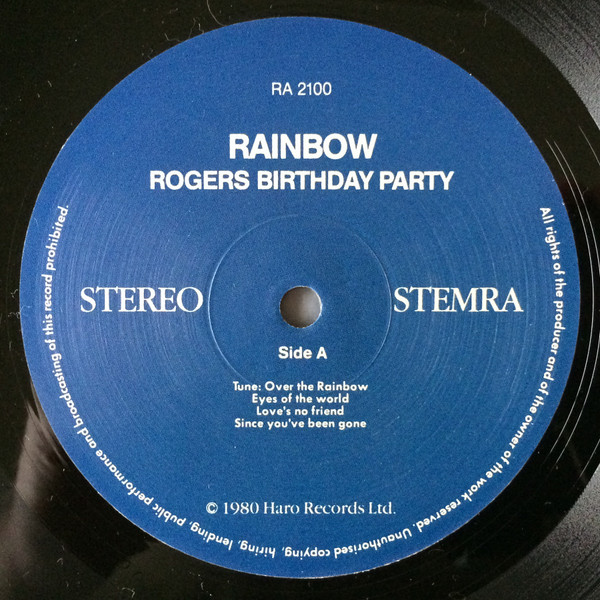 RA 2100
RAINBOW
ROGERS BIRTHDAY PARTY
STEREO
STEMRA
Side A
Tune: Over the Rainbow
Eyes of the world
Love's no friend
Since you've been gone
© 1980 Haro Records Ltd.
All rights of the producer and of the owner of the work reserved. Unauthorised copying, hiring, lending, public performance and broadcasting of this record prohibited.